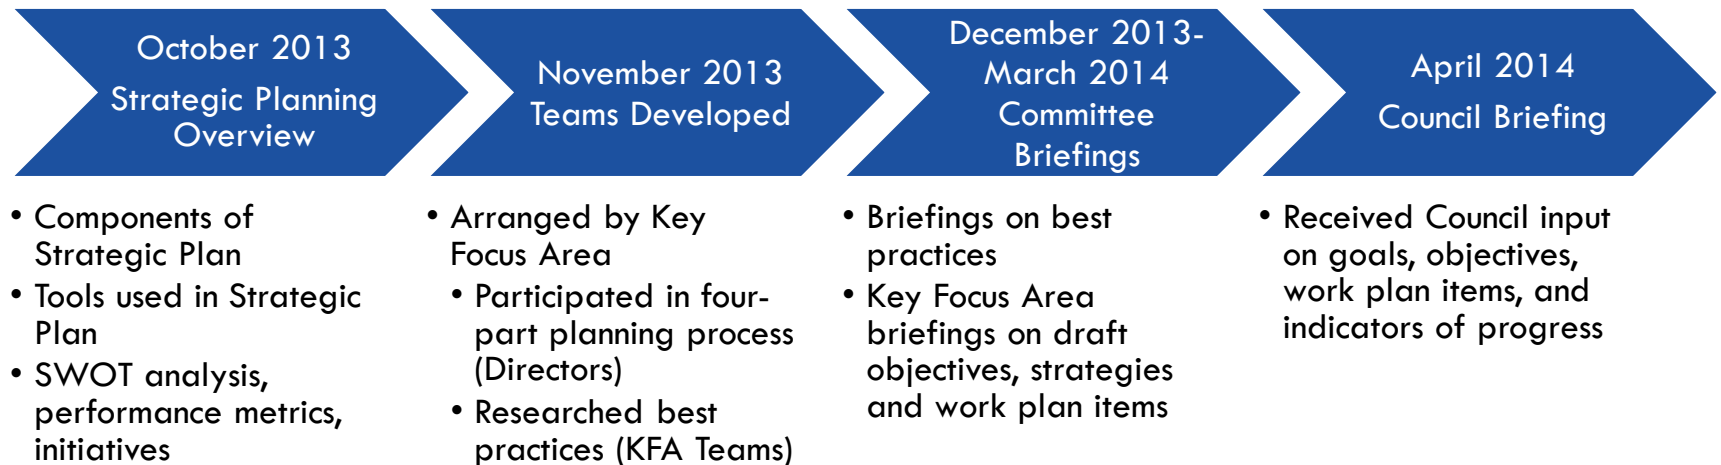 October 2013
Strategic Planning
Overview
• Components of
Strategic Plan
• Tools used in Strategic
Plan
• SWOT analysis,
performance metrics,
initiatives
November 2013
Teams Developed
• Arranged by Key
Focus Area
• Participated in four-
part planning process
(Directors)
• Researched best
practices (KFA Teams)
December 2013-
March 2014
Committee
Briefings
• Briefings on best
practices
• Key Focus Area
briefings on draft
objectives, strategies
and work plan items
April 2014
Council Briefing
• Received Council input
on goals, objectives,
work plan items, and
indicators of progress